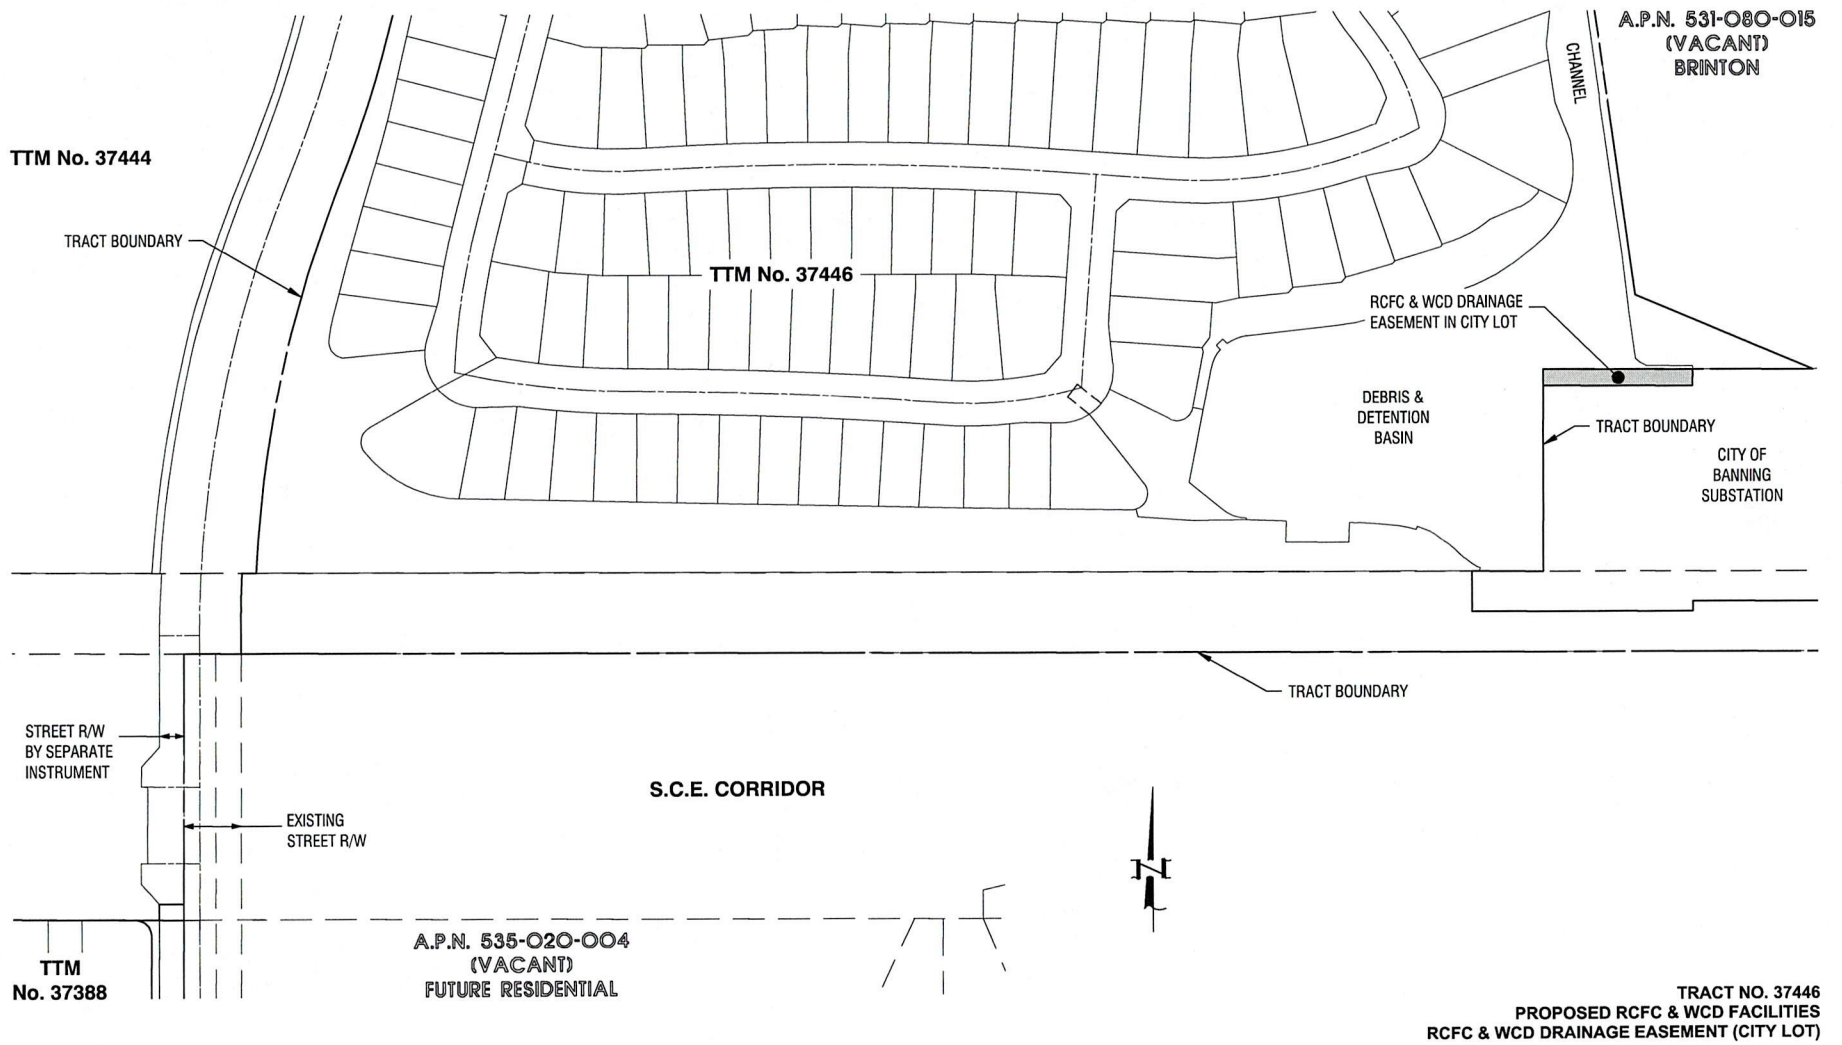 A.P.N. 531-080-015
(VACANT)
BRINTON
CHANNEL
TTM No. 37444
TRACT BOUNDARY
TTM No. 37446
RCFC & WCD DRAINAGE
EASEMENT IN CITY LOT
DEBRIS &
DETENTION
BASIN
TRACT BOUNDARY
CITY OF
BANNING
SUBSTATION
TRACT BOUNDARY
STREET R/W
BY SEPARATE
INSTRUMENT
S.C.E. CORRIDOR
EXISTING
STREET R/W
N
A.P.N. 535-020-004
(VACANT)
FUTURE RESIDENTIAL
TTM
No. 37388
TRACT NO. 37446
PROPOSED RCFC & WCD FACILITIES
RCFC & WCD DRAINAGE EASEMENT (CITY LOT)